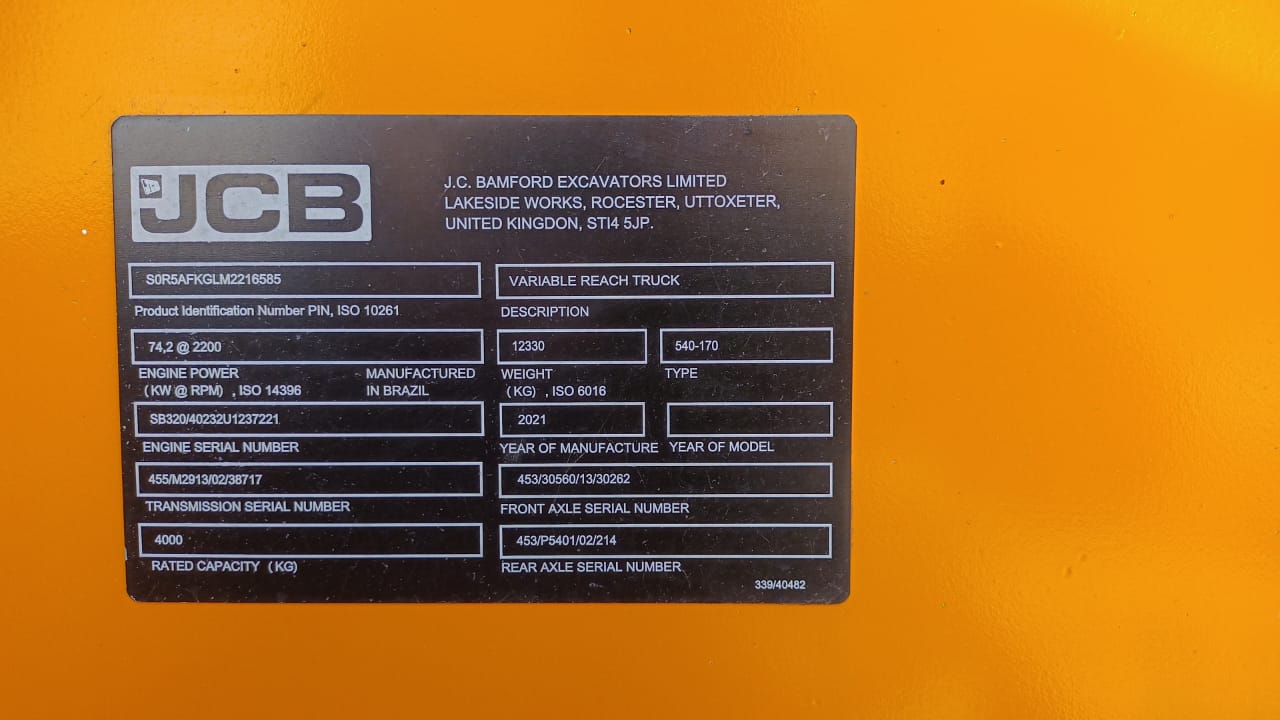 JCB
J.C. BAMFORD EXCAVATORS LIMITED
LAKESIDE WORKS, ROCESTER, UTTOXETER,
UNITED KINGDON, STI4 5JP.
S0R5AFKGLM2216585
VARIABLE REACH TRUCK
Product Identification Number PIN, ISO 10261
DESCRIPTION
74,2 @ 2200
12330
540-170
ENGINE POWER
(KW @ RPM) , ISO 14396
MANUFACTURED
IN BRAZIL
WEIGHT
(KG) , ISO 6016
TYPE
SB320/40232U1237221
2021
ENGINE SERIAL NUMBER
YEAR OF MANUFACTURE
YEAR OF MODEL
455/M2913/02/38717
453/30560/13/30262
TRANSMISSION SERIAL NUMBER
FRONT AXLE SERIAL NUMBER
4000
453/P5401/02/214
RATED CAPACITY (KG)
REAR AXLE SERIAL NUMBER
339/40482